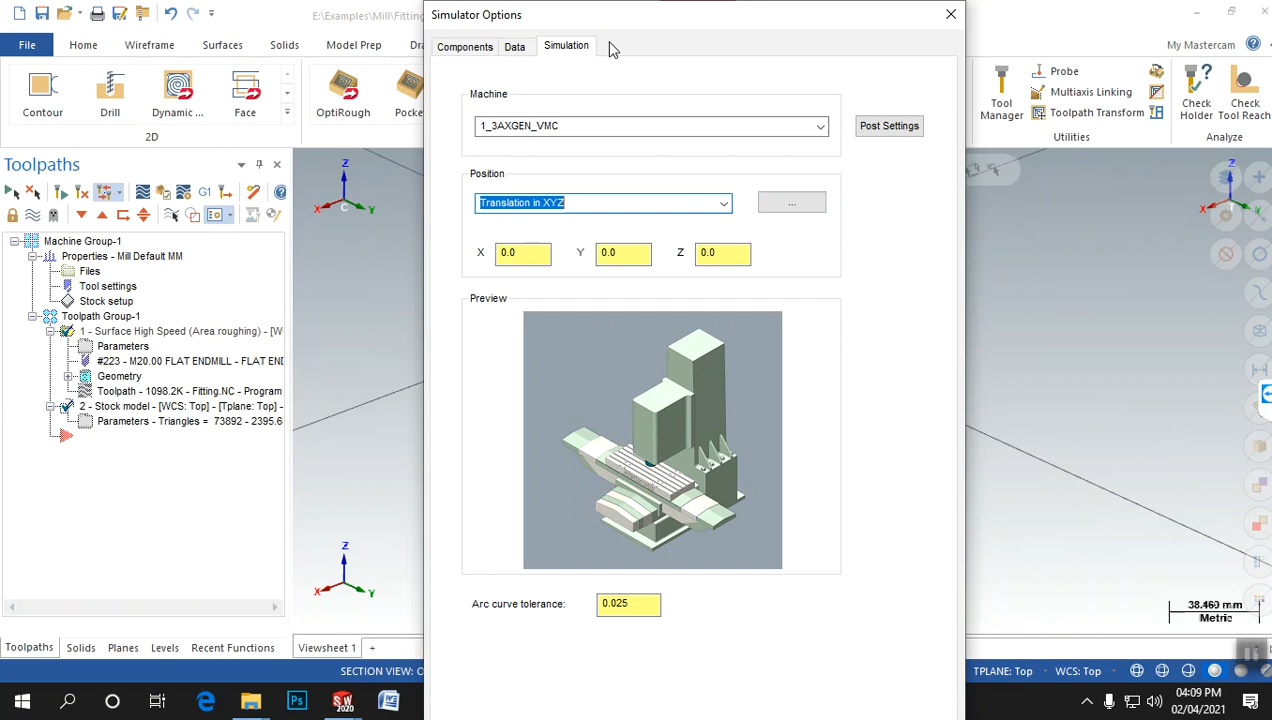 E:\Examples\Mill\Fitting
Simulator Options
File
Home
Wireframe
Surfaces
Solids
Model Prep
Components
Data
Simulation
My Mastercam
Contour
Drill
Dynamic ...
Face
OptiRough
2D
Tool
Manager
Probe
Multiaxis Linking
Toolpath Transform
Utilities
Check
Holder
Check
Tool Reach
Analyze
Machine
1_3AXGEN_VMC
Post Settings
Position
Translation in XYZ
...
X 0.0 Y 0.0 Z 0.0
Preview
Arc curve tolerance: 0.025
Toolpaths
G1
Machine Group-1
Properties - Mill Default MM
Files
Tool settings
Stock setup
Toolpath Group-1
1 - Surface High Speed (Area roughing) - [W
Parameters
#223 - M20.00 FLAT ENDMILL - FLAT END
Geometry
Toolpath - 1098.2K - Fitting.NC - Program
2 - Stock model - [WCS: Top] - [Tplane: Top] -
Parameters - Triangles = 73892 - 2395.6
Z
X
Y
C
Z
X
Y
Z
X
Y
38.460 mm
Metric
Toolpaths
Solids
Planes
Levels
Recent Functions
Viewsheet 1
+
TPLANE: Top
WCS: Top
Ps
SW
2020
W
04:09 PM
02/04/2021